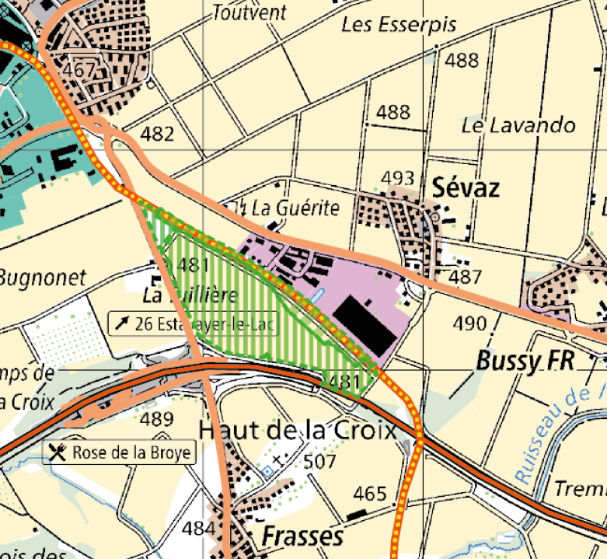 Toutvent
Les Esserpis
467
488
488
482
Le Lavando
493
Sévaz
La Guérite
481
487
Bugnonet
La
26 Estavayer-le-Lac
490
Bussy FR
mps de
a Croix
481
489
Haut de la Croix
Ruisseau de
Rose de la Broye
507
465
Trem
484
Frasses
ois des